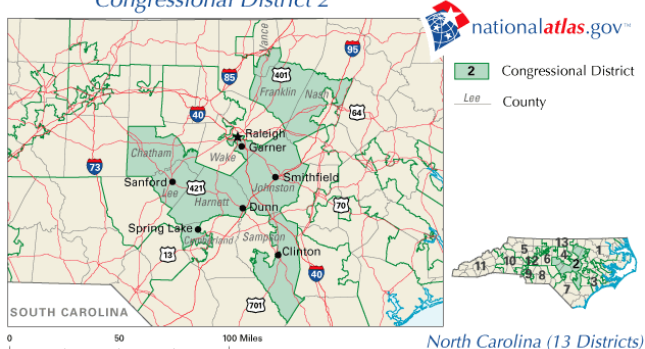 Congressional District 2
nationalatlas.gov™
2 Congressional District
Lee County
Vance
95
85
401
Franklin Nash
40
64
Raleigh
Wake Garner
Chatham
73
Sanford
Lee
421
Smithfield
Johnston
Harnett
Dunn
70
Spring Lake
Cumberland
Sampson
13
Clinton
40
701
SOUTH CAROLINA
0 50 100 Miles
13
5 4 1
11 10 12 6 2
9 8 3
7
North Carolina (13 Districts)